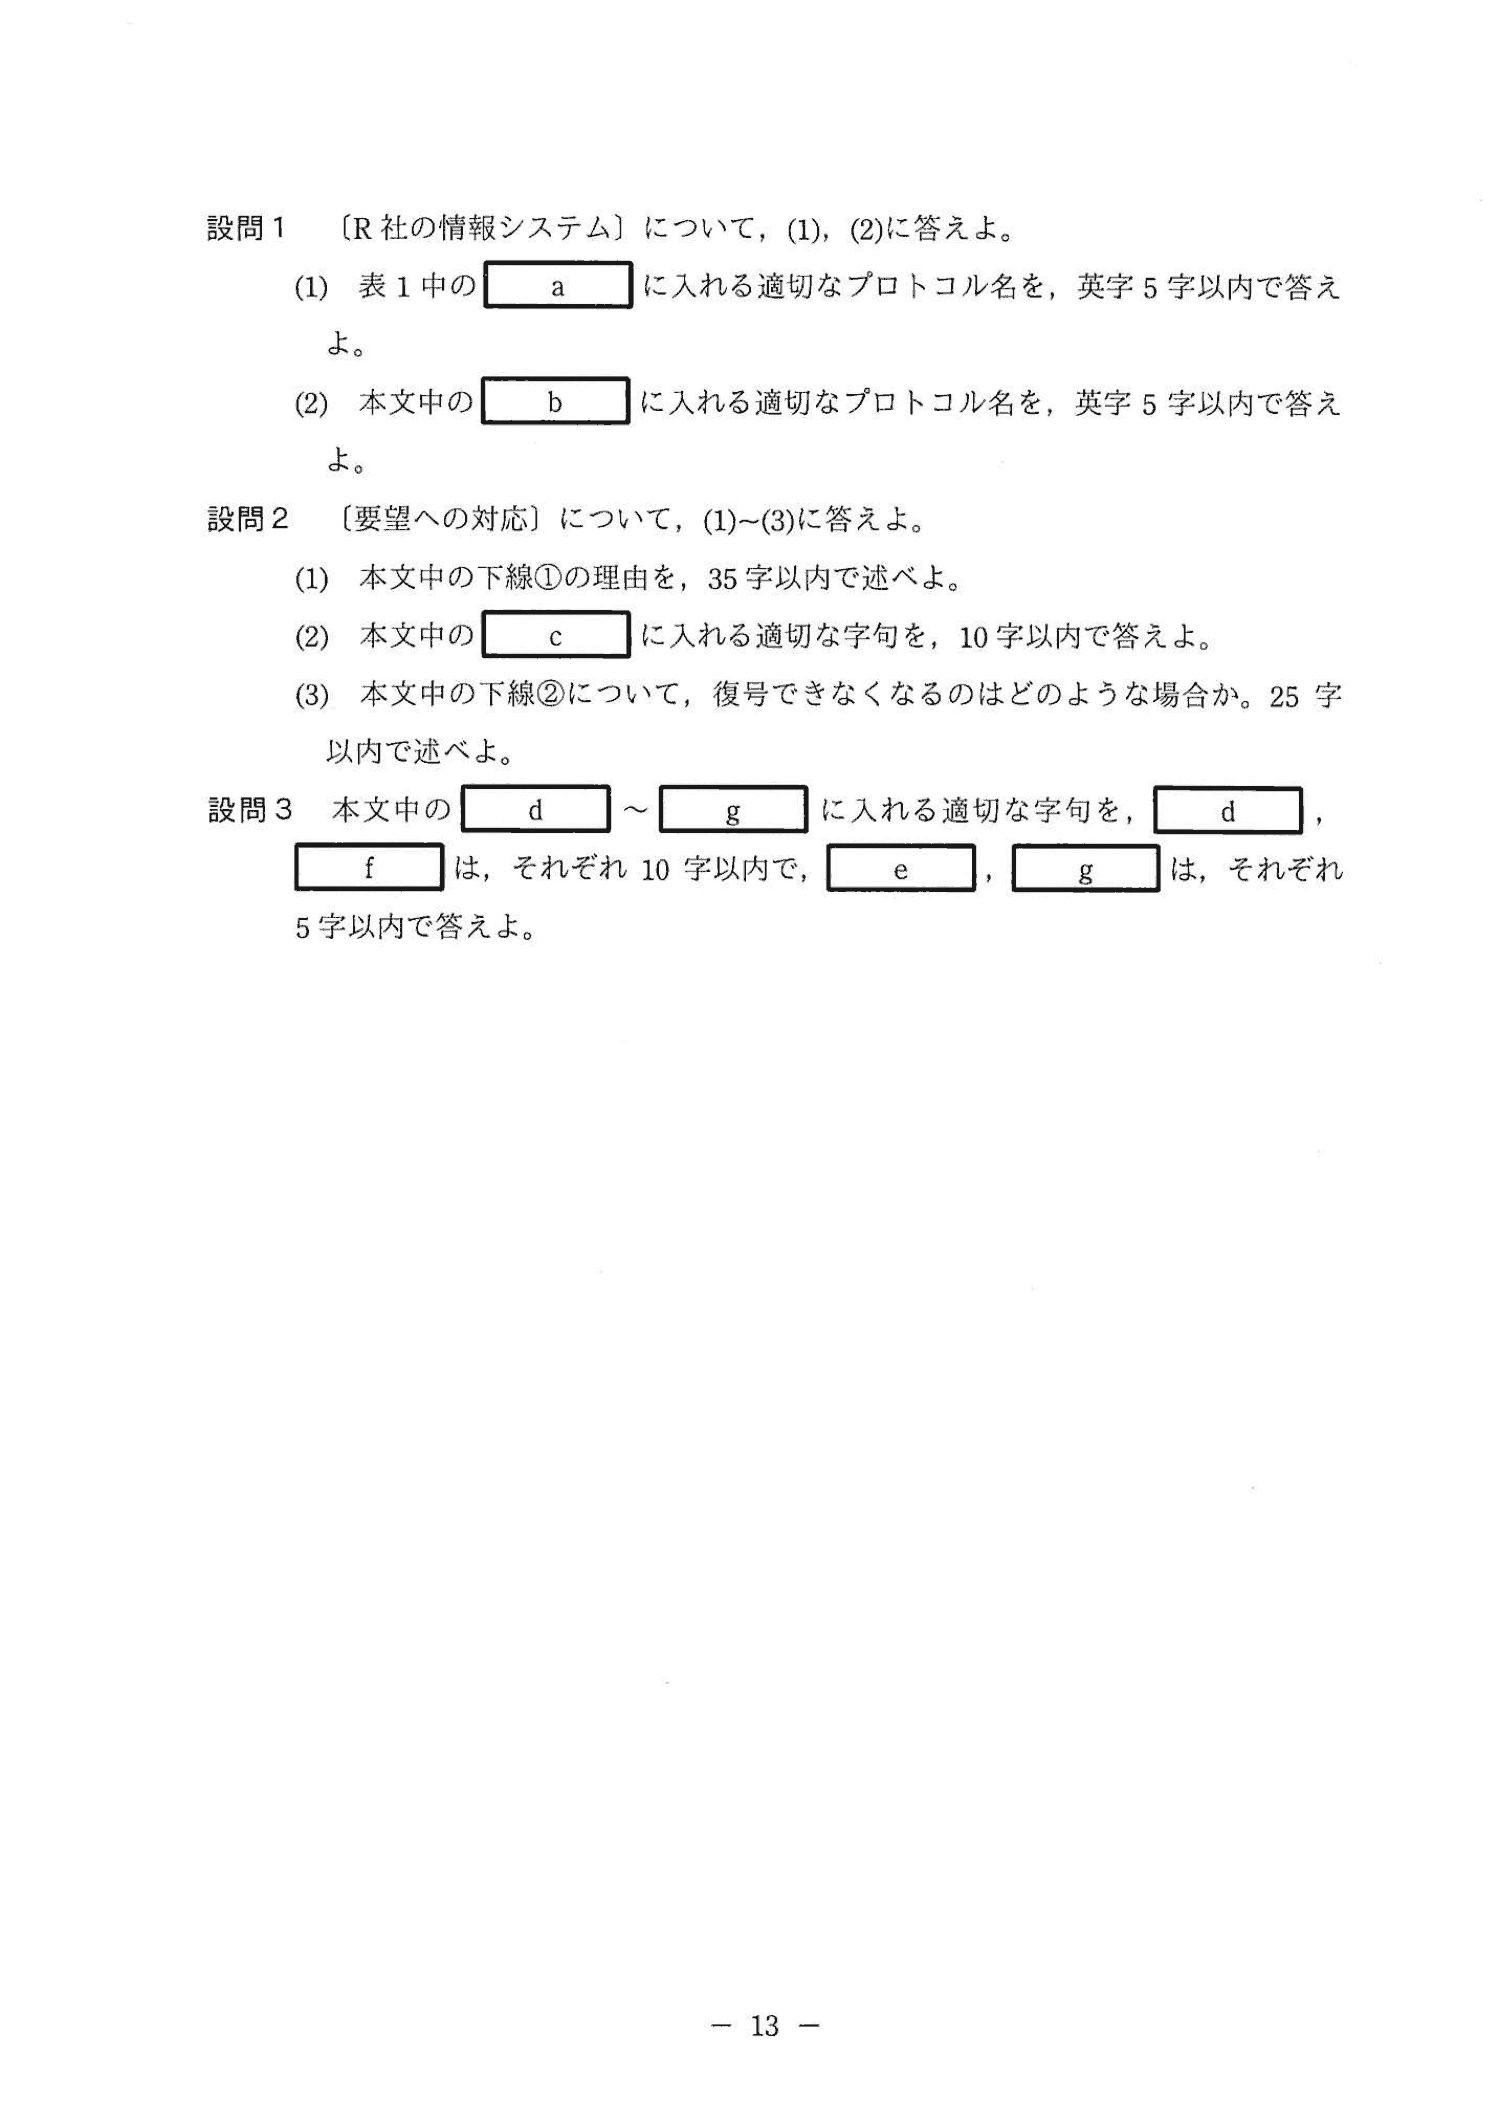 設問1 〔R社の情報システム〕について，(1)，(2)に答えよ。
(1) 表1中の a に入れる適切なプロトコル名を，英字5字以内で答え
よ。
(2) 本文中の b に入れる適切なプロトコル名を，英字5字以内で答え
よ。
設問2 〔要望への対応〕について，(1)~(3)に答えよ。
(1) 本文中の下線①の理由を，35字以内で述べよ。
(2) 本文中の c に入れる適切な字句を，10字以内で答えよ。
(3) 本文中の下線②について，復号できなくなるのはどのような場合か。25字
以内で述べよ。
設問3 本文中の d ～ g に入れる適切な字句を， d ，
f は，それぞれ10字以内で， e ， g は，それぞれ
5字以内で答えよ。
－ 13 －